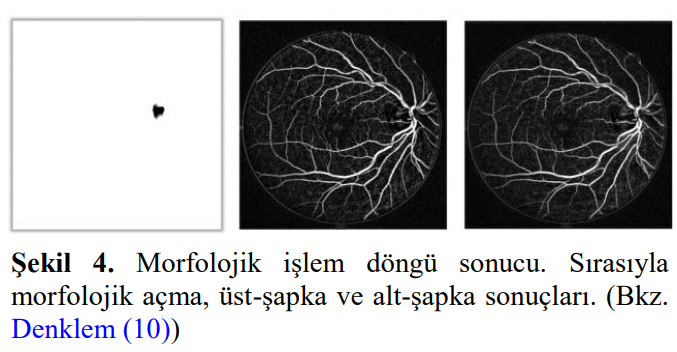 Şekil 4. Morfolojik işlem döngü sonucu. Sırasıyla
morfolojik açma, üst-şapka ve alt-şapka sonuçları. (Bkz.
Denklem (10))